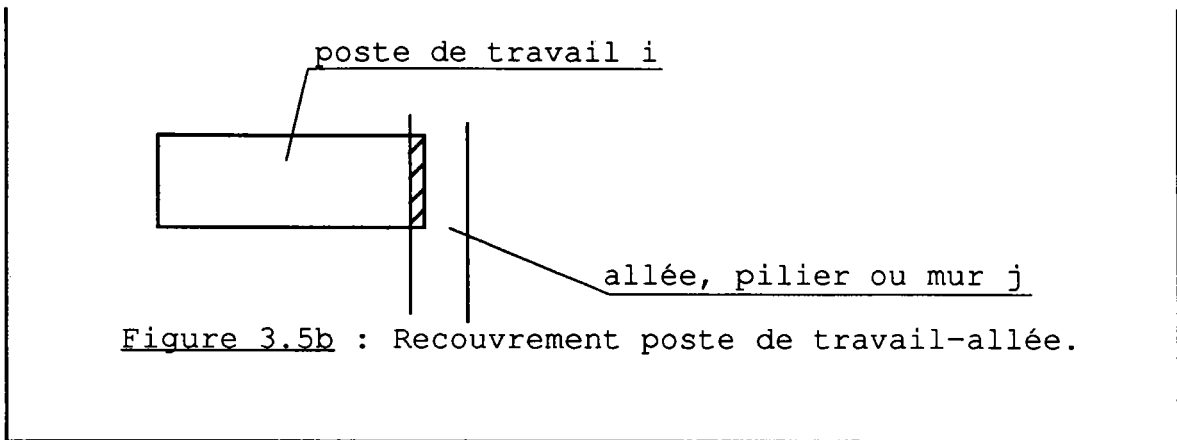 poste de travail i
allée, pilier ou mur j
Figure 3.5b : Recouvrement poste de travail-allée.